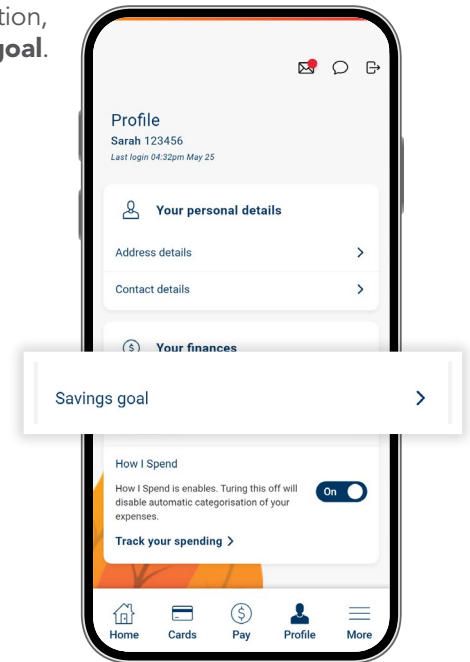 tion,
goal.
Profile
Sarah 123456
Last login 04:32pm May 25
Your personal details
Address details
Contact details
Your finances
Savings goal
How I Spend
How I Spend is enables. Turing this off will
disable automatic categorisation of your
expenses.
On
Track your spending
Home Cards Pay Profile More